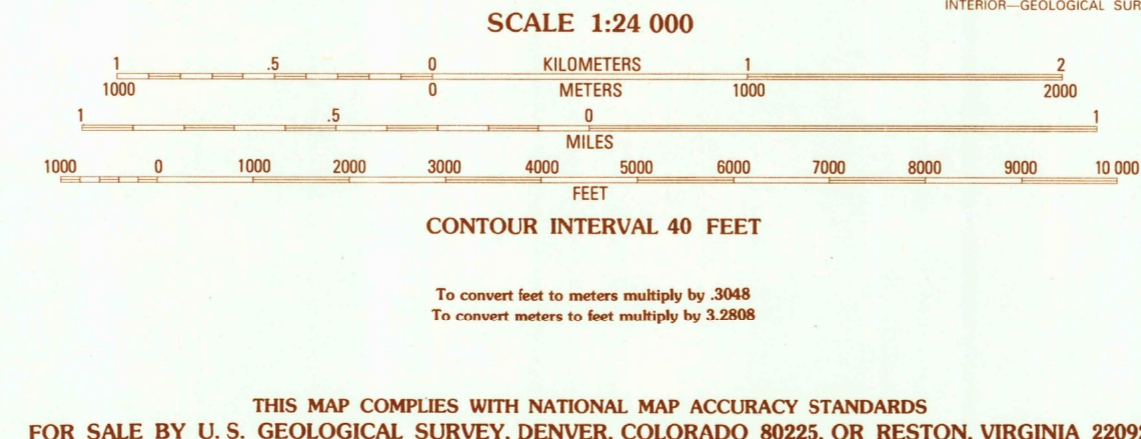 INTERIOR—GEOLOGICAL SUR
SCALE 1:24 000
1 .5 0 KILOMETERS 1 2
1000 0 METERS 1000 2000
1 .5 0 1
MILES
1000 0 1000 2000 3000 4000 5000 6000 7000 8000 9000 10 000
FEET
CONTOUR INTERVAL 40 FEET
To convert feet to meters multiply by .3048
To convert meters to feet multiply by 3.2808
THIS MAP COMPLIES WITH NATIONAL MAP ACCURACY STANDARDS
FOR SALE BY U. S. GEOLOGICAL SURVEY, DENVER, COLORADO 80225, OR RESTON, VIRGINIA 2209